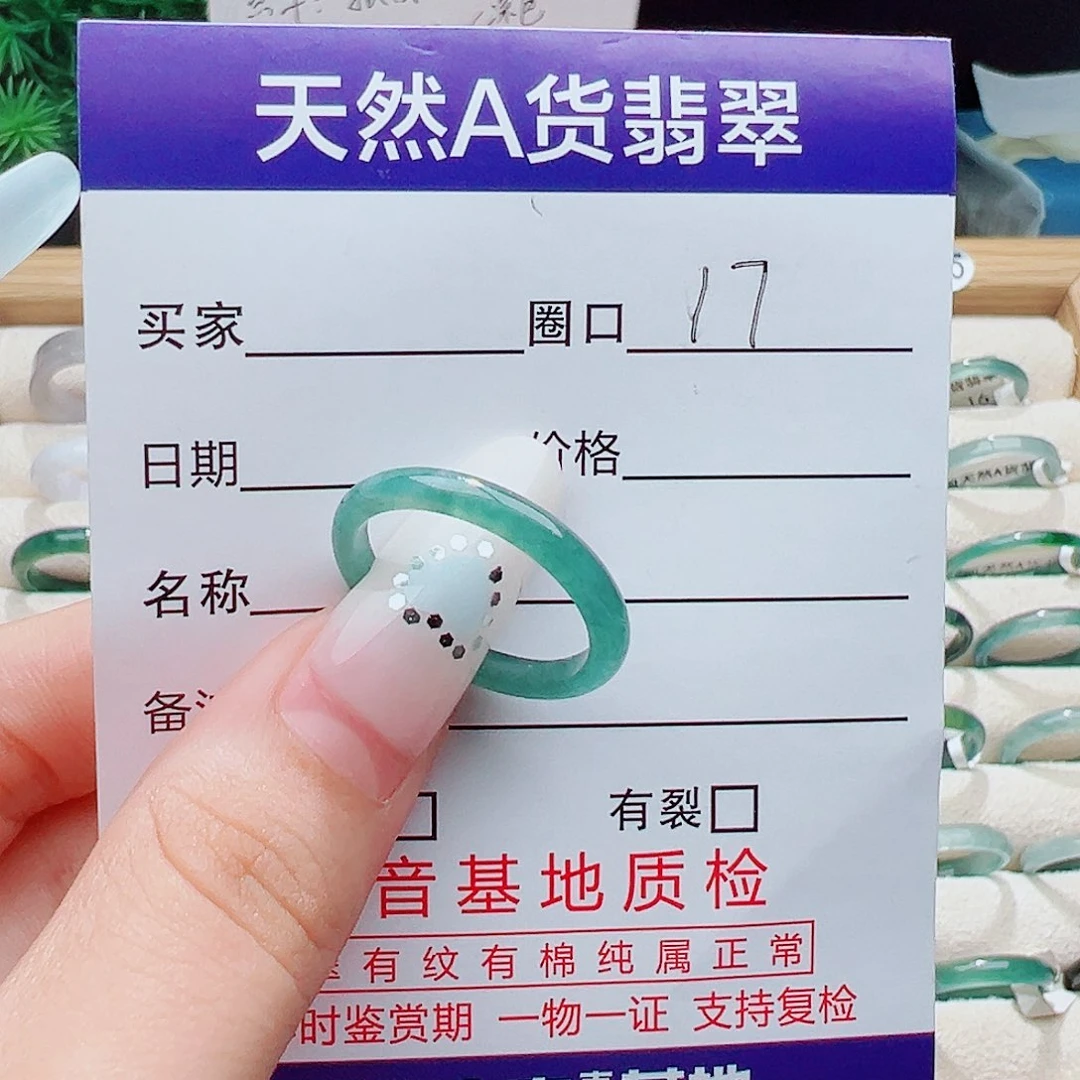 天然A货翡翠
买家 圈口 17
日期 价格
名称
备
有裂
音基地质检
有纹有棉纯属正常
时鉴赏期 一物一证 支持复检